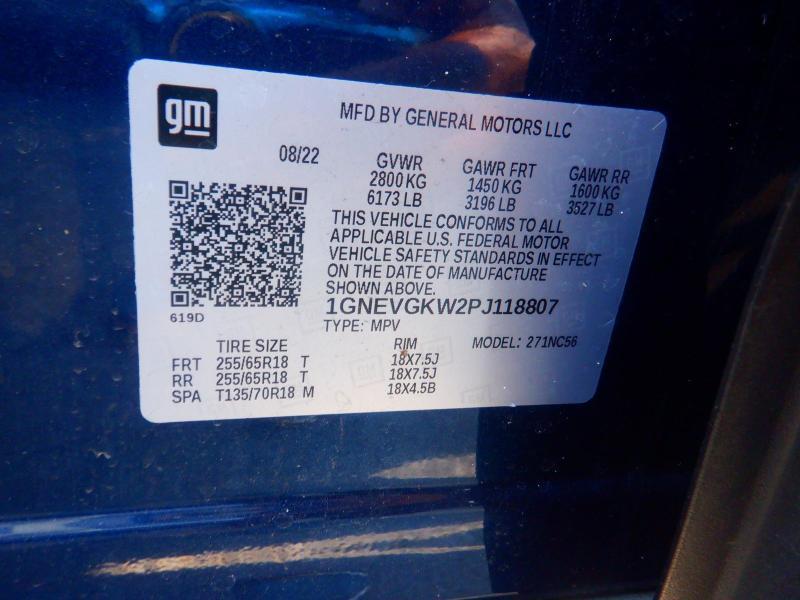 gm
MFD BY GENERAL MOTORS LLC
08/22 GVWR GAWR FRT GAWR RR
2800 KG 1450 KG 1600 KG
6173 LB 3196 LB 3527 LB
THIS VEHICLE CONFORMS TO ALL
APPLICABLE U.S. FEDERAL MOTOR
VEHICLE SAFETY STANDARDS IN EFFECT
ON THE DATE OF MANUFACTURE
SHOWN ABOVE.
619D 1GNEVGKW2PJ118807
TYPE: MPV
TIRE SIZE RIM MODEL: 271NC56
FRT 255/65R18 T 18X7.5J
RR 255/65R18 T 18X7.5J
SPA T135/70R18 M 18X4.5B